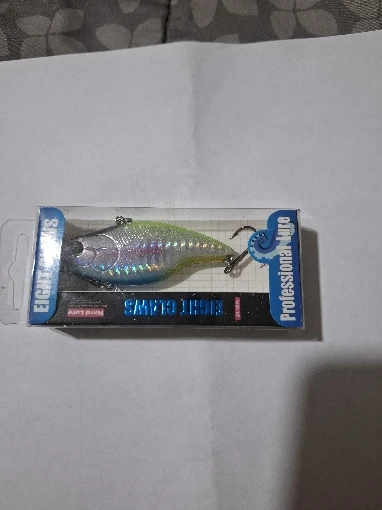 EIGHT CLAWS
Hard Lure
EIGHT CLAWS
Professional Lure